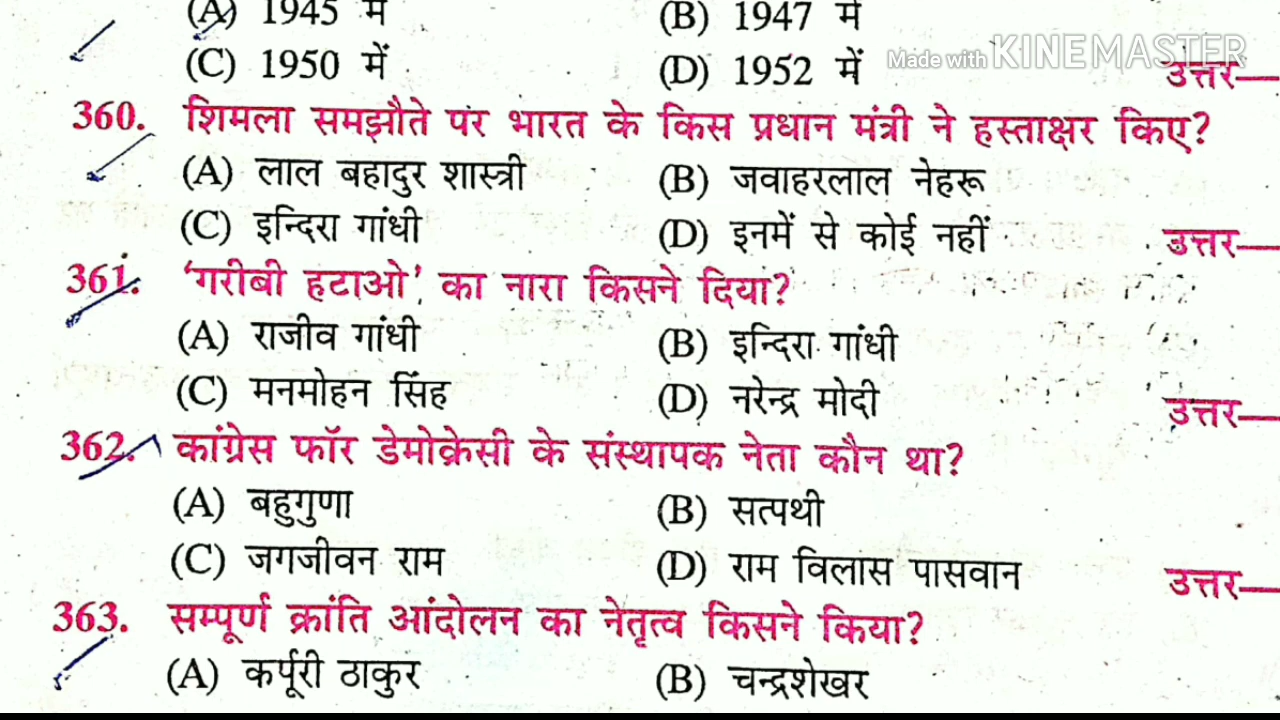 (A) 1945 में (B) 1947 में
(C) 1950 में (D) 1952 में उत्तर—
Made with KINEMASTER
360. शिमला समझौते पर भारत के किस प्रधान मंत्री ने हस्ताक्षर किए?
(A) लाल बहादुर शास्त्री (B) जवाहरलाल नेहरू
(C) इन्दिरा गांधी (D) इनमें से कोई नहीं उत्तर—
361. ‘गरीबी हटाओ’ का नारा किसने दिया?
(A) राजीव गांधी (B) इन्दिरा गांधी
(C) मनमोहन सिंह (D) नरेन्द्र मोदी उत्तर—
362. कांग्रेस फॉर डेमोक्रेसी के संस्थापक नेता कौन था?
(A) बहुगुणा (B) सत्पथी
(C) जगजीवन राम (D) राम विलास पासवान उत्तर—
363. सम्पूर्ण क्रांति आंदोलन का नेतृत्व किसने किया?
(A) कर्पूरी ठाकुर (B) चन्द्रशेखर